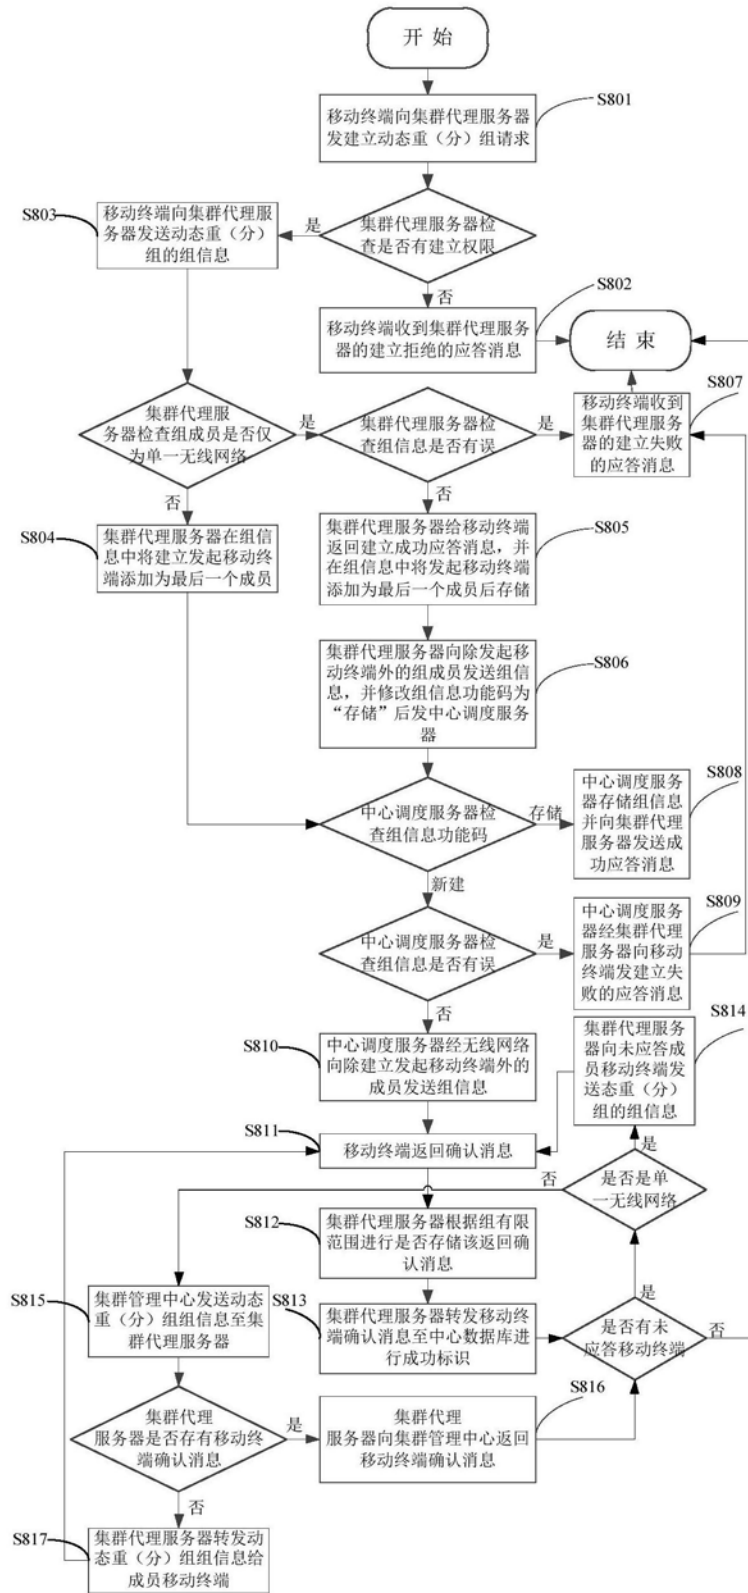 开 始
S801
移动终端向集群代理服务器
发建立动态重（分）组请求
S803
移动终端向集群代理服
务器发送动态重（分）
组的组信息
是
集群代理服务器检
查是否有建立权限
否
S802
移动终端收到集群代理服务
器的建立拒绝的应答消息
结 束
S807
集群代理服
务器检查组成员是否仅
为单一无线网络
是
集群代理服务器检
查组信息是否有误
是
移动终端收到
集群代理服务
器的建立失败
的应答消息
否
否
S804
集群代理服务器在组信
息中将建立发起移动终
端添加为最后一个成员
集群代理服务器给移动终端
返回建立成功应答消息，并
在组信息中将发起移动终端
添加为最后一个成员后存储
S805
集群代理服务器向除发起移
动终端外的组成员发送组信
息，并修改组信息功能码为
“存储”后发中心调度服务
器
S806
中心调度服务器检
查组信息功能码
存储
中心调度服务
器存储组信息
并向集群代理
服务器发送成
功应答消息
S808
新建
中心调度服务器检
查组信息是否有误
是
中心调度服务
器经集群代理
服务器向移动
终端发建立失
败的应答消息
S809
否
S810
中心调度服务器经无线网络
向除建立发起移动终端外的
成员发送组信息
集群代理服务
器向未应答成
员移动终端发
送态重（分）
组的组信息
S814
S811
移动终端返回确认消息
是
否
是否是单
一无线网络
S812
集群代理服务器根据组有限
范围进行是否存储该返回确
认消息
S815
集群管理中心发送动态
重（分）组组信息至集
群代理服务器
S813
集群代理服务器转发移动终
端确认消息至中心数据库进
行成功标识
是
是否有未
应答移动终端
否
集群代理
服务器是否存有移动终
端确认消息
是
集群代理
服务器向集群管理中心返回
移动终端确认消息
S816
否
S817
集群代理服务器转发动
态重（分）组组信息给
成员移动终端